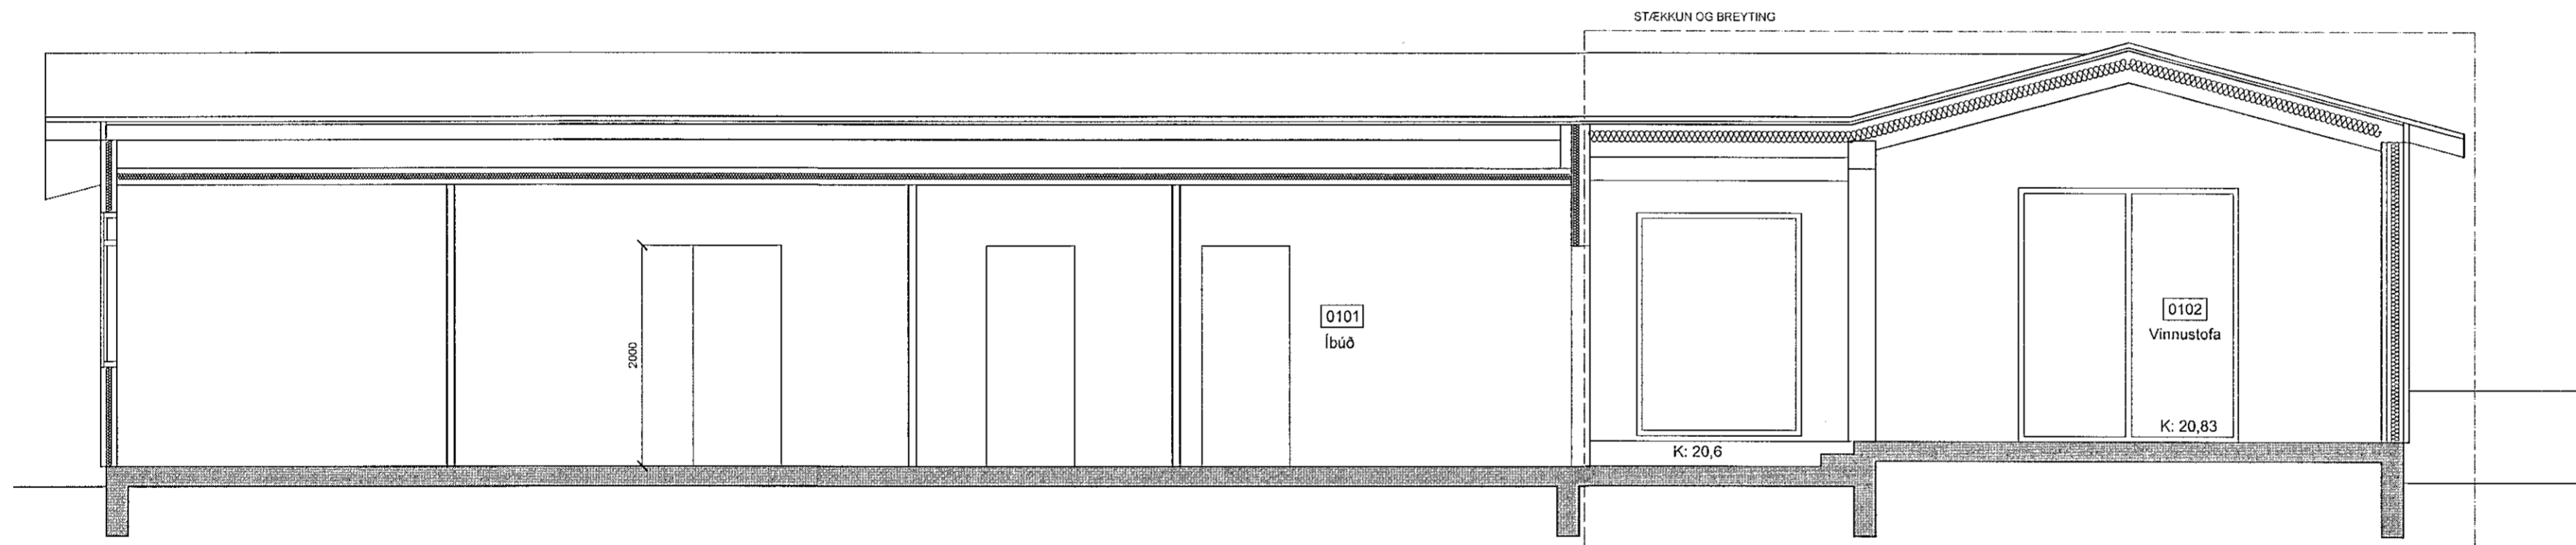 STÆKKUN OG BREYTING
2000
0101
Íbúð
0102
Vinnustofa
K: 20,83
K: 20,6